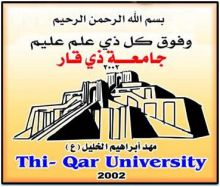 بسم الله الرحمن الرحيم
وفوق كل ذي علم عليم
جامعة ذي قار
٢٠٠٢
مهد ابراهيم الخليل (ع)
Thi- Qar University
2002